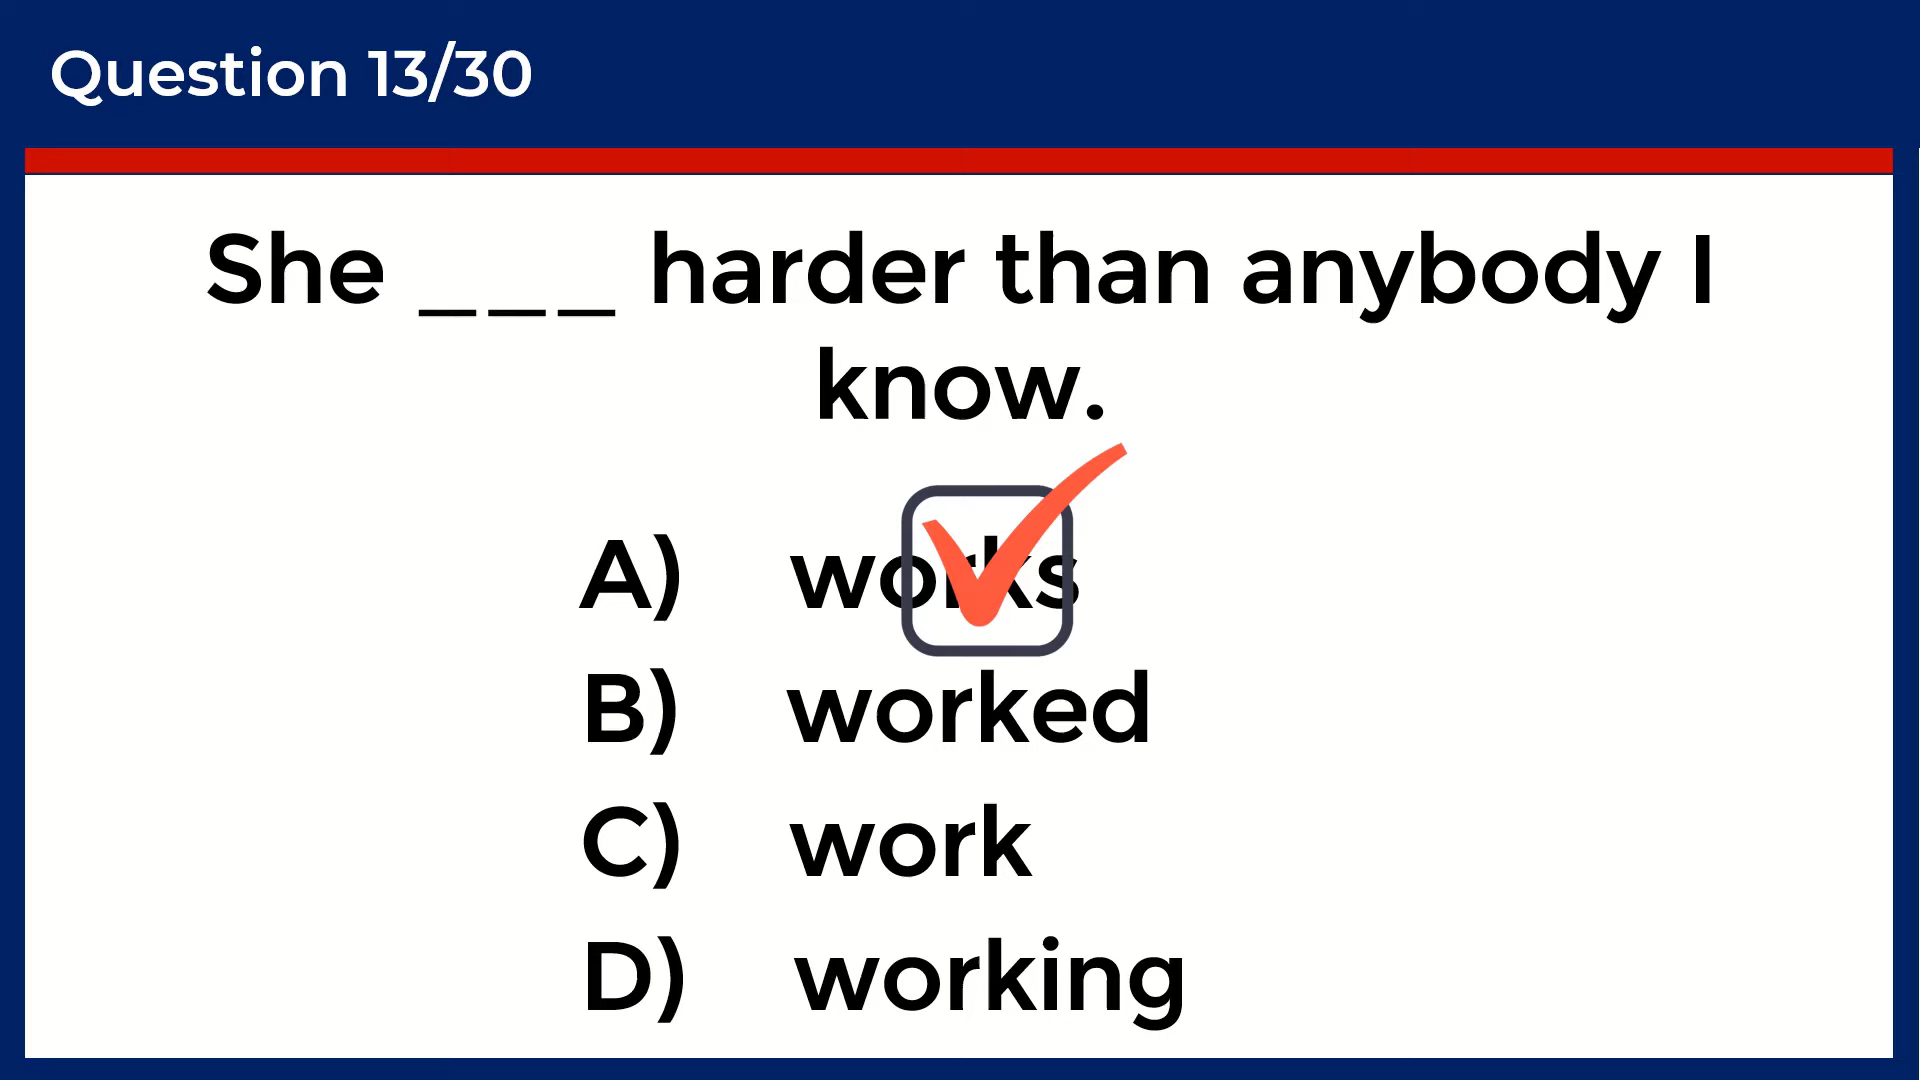 Question 13/30
She ___ harder than anybody I
know.
A) works
B) worked
C) work
D) working